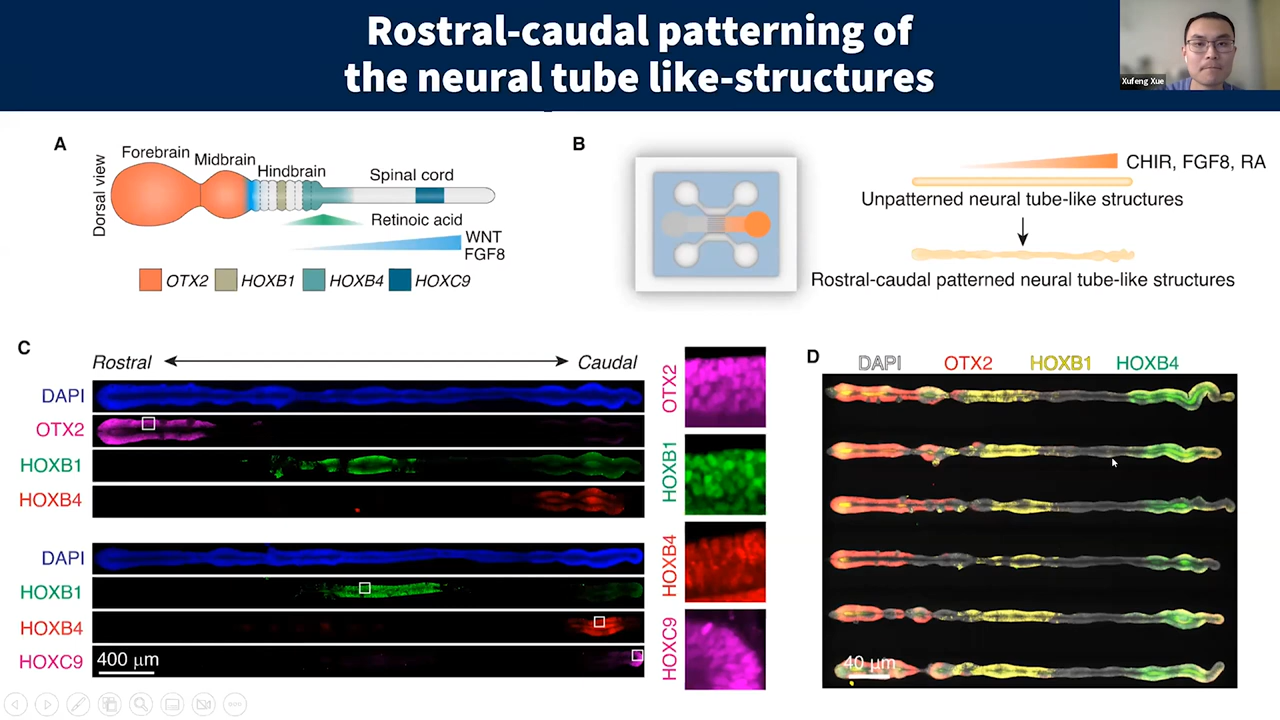 Rostral-caudal patterning of
the neural tube like-structures
Xufeng Xue
A
Dorsal view
Forebrain
Midbrain
Hindbrain
Spinal cord
Retinoic acid
WNT
FGF8
OTX2 HOXB1 HOXB4 HOXC9
B
CHIR, FGF8, RA
Unpatterned neural tube-like structures
Rostral-caudal patterned neural tube-like structures
C
Rostral
Caudal
DAPI
OTX2
HOXB1
HOXB4
DAPI
HOXB1
HOXB4
HOXC9
400 μm
OTX2
HOXB1
HOXB4
HOXC9
D
DAPI OTX2 HOXB1 HOXB4
40 μm